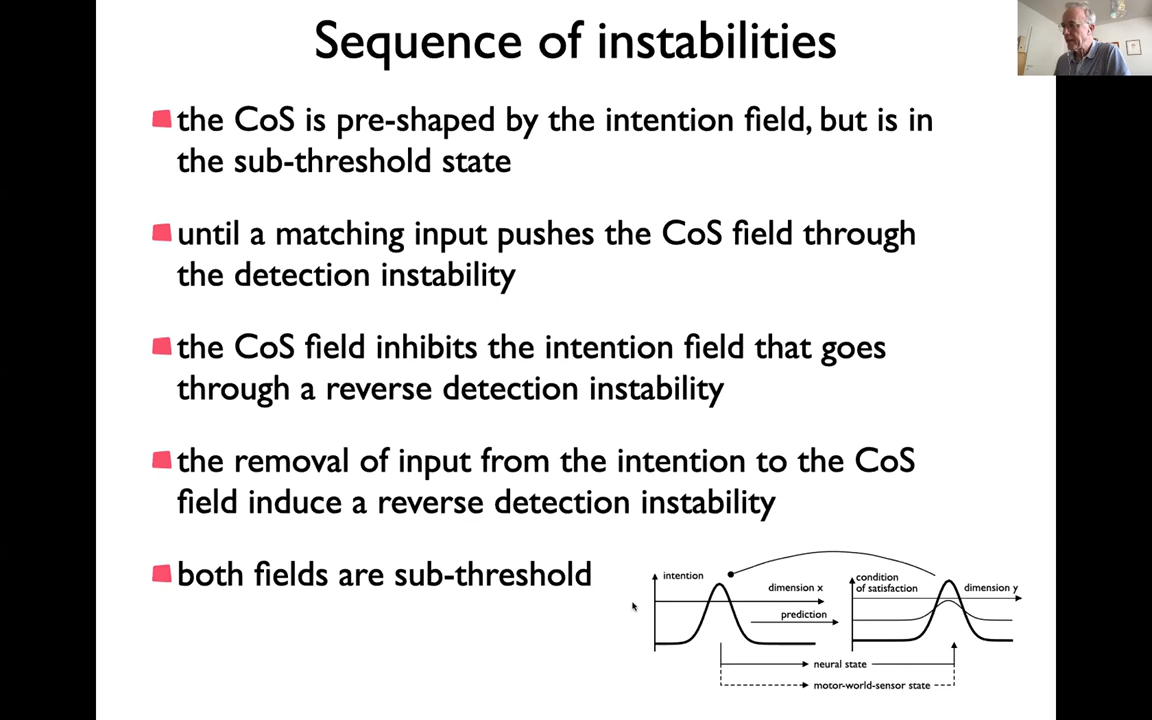 Sequence of instabilities
the CoS is pre-shaped by the intention field, but is in
the sub-threshold state
until a matching input pushes the CoS field through
the detection instability
the CoS field inhibits the intention field that goes
through a reverse detection instability
the removal of input from the intention to the CoS
field induce a reverse detection instability
both fields are sub-threshold
intention
dimension x
prediction
condition
of satisfaction
dimension y
neural state
motor-world-sensor state